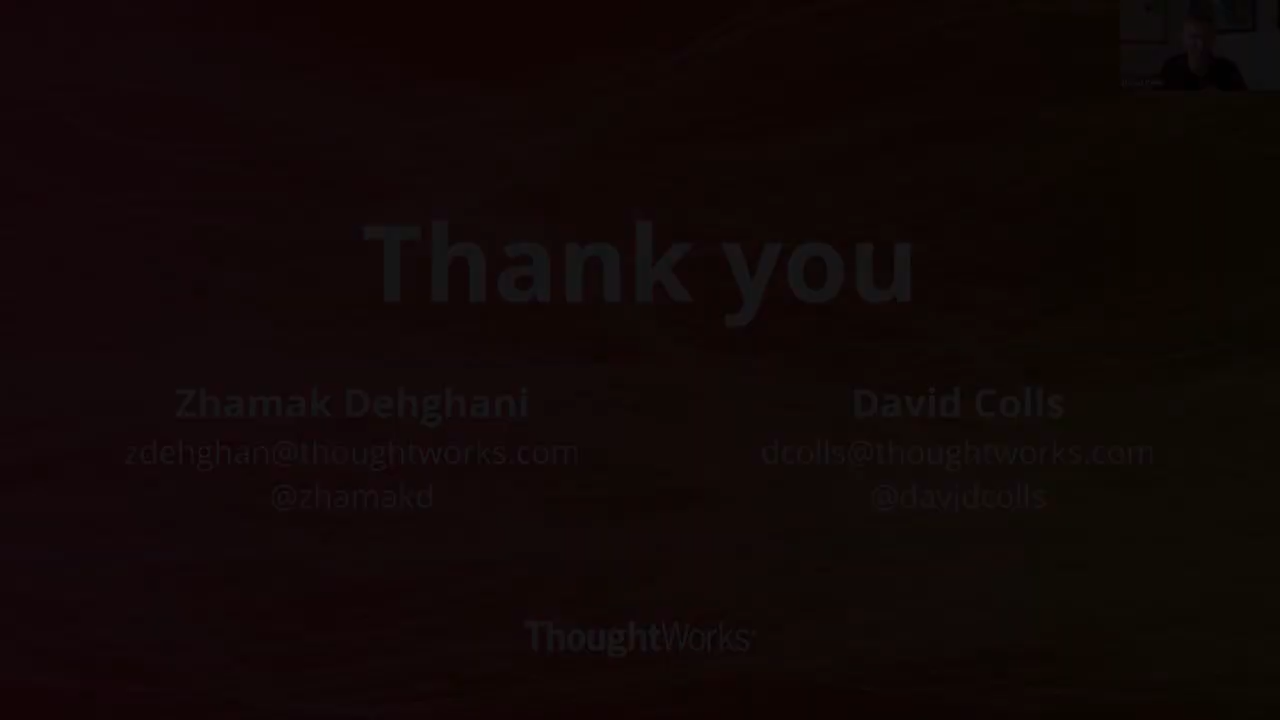 Thank you
Zhamak Dehghani
zdehghan@thoughtworks.com
@zhamakd
David Colls
dcolls@thoughtworks.com
@davidcolls
ThoughtWorks